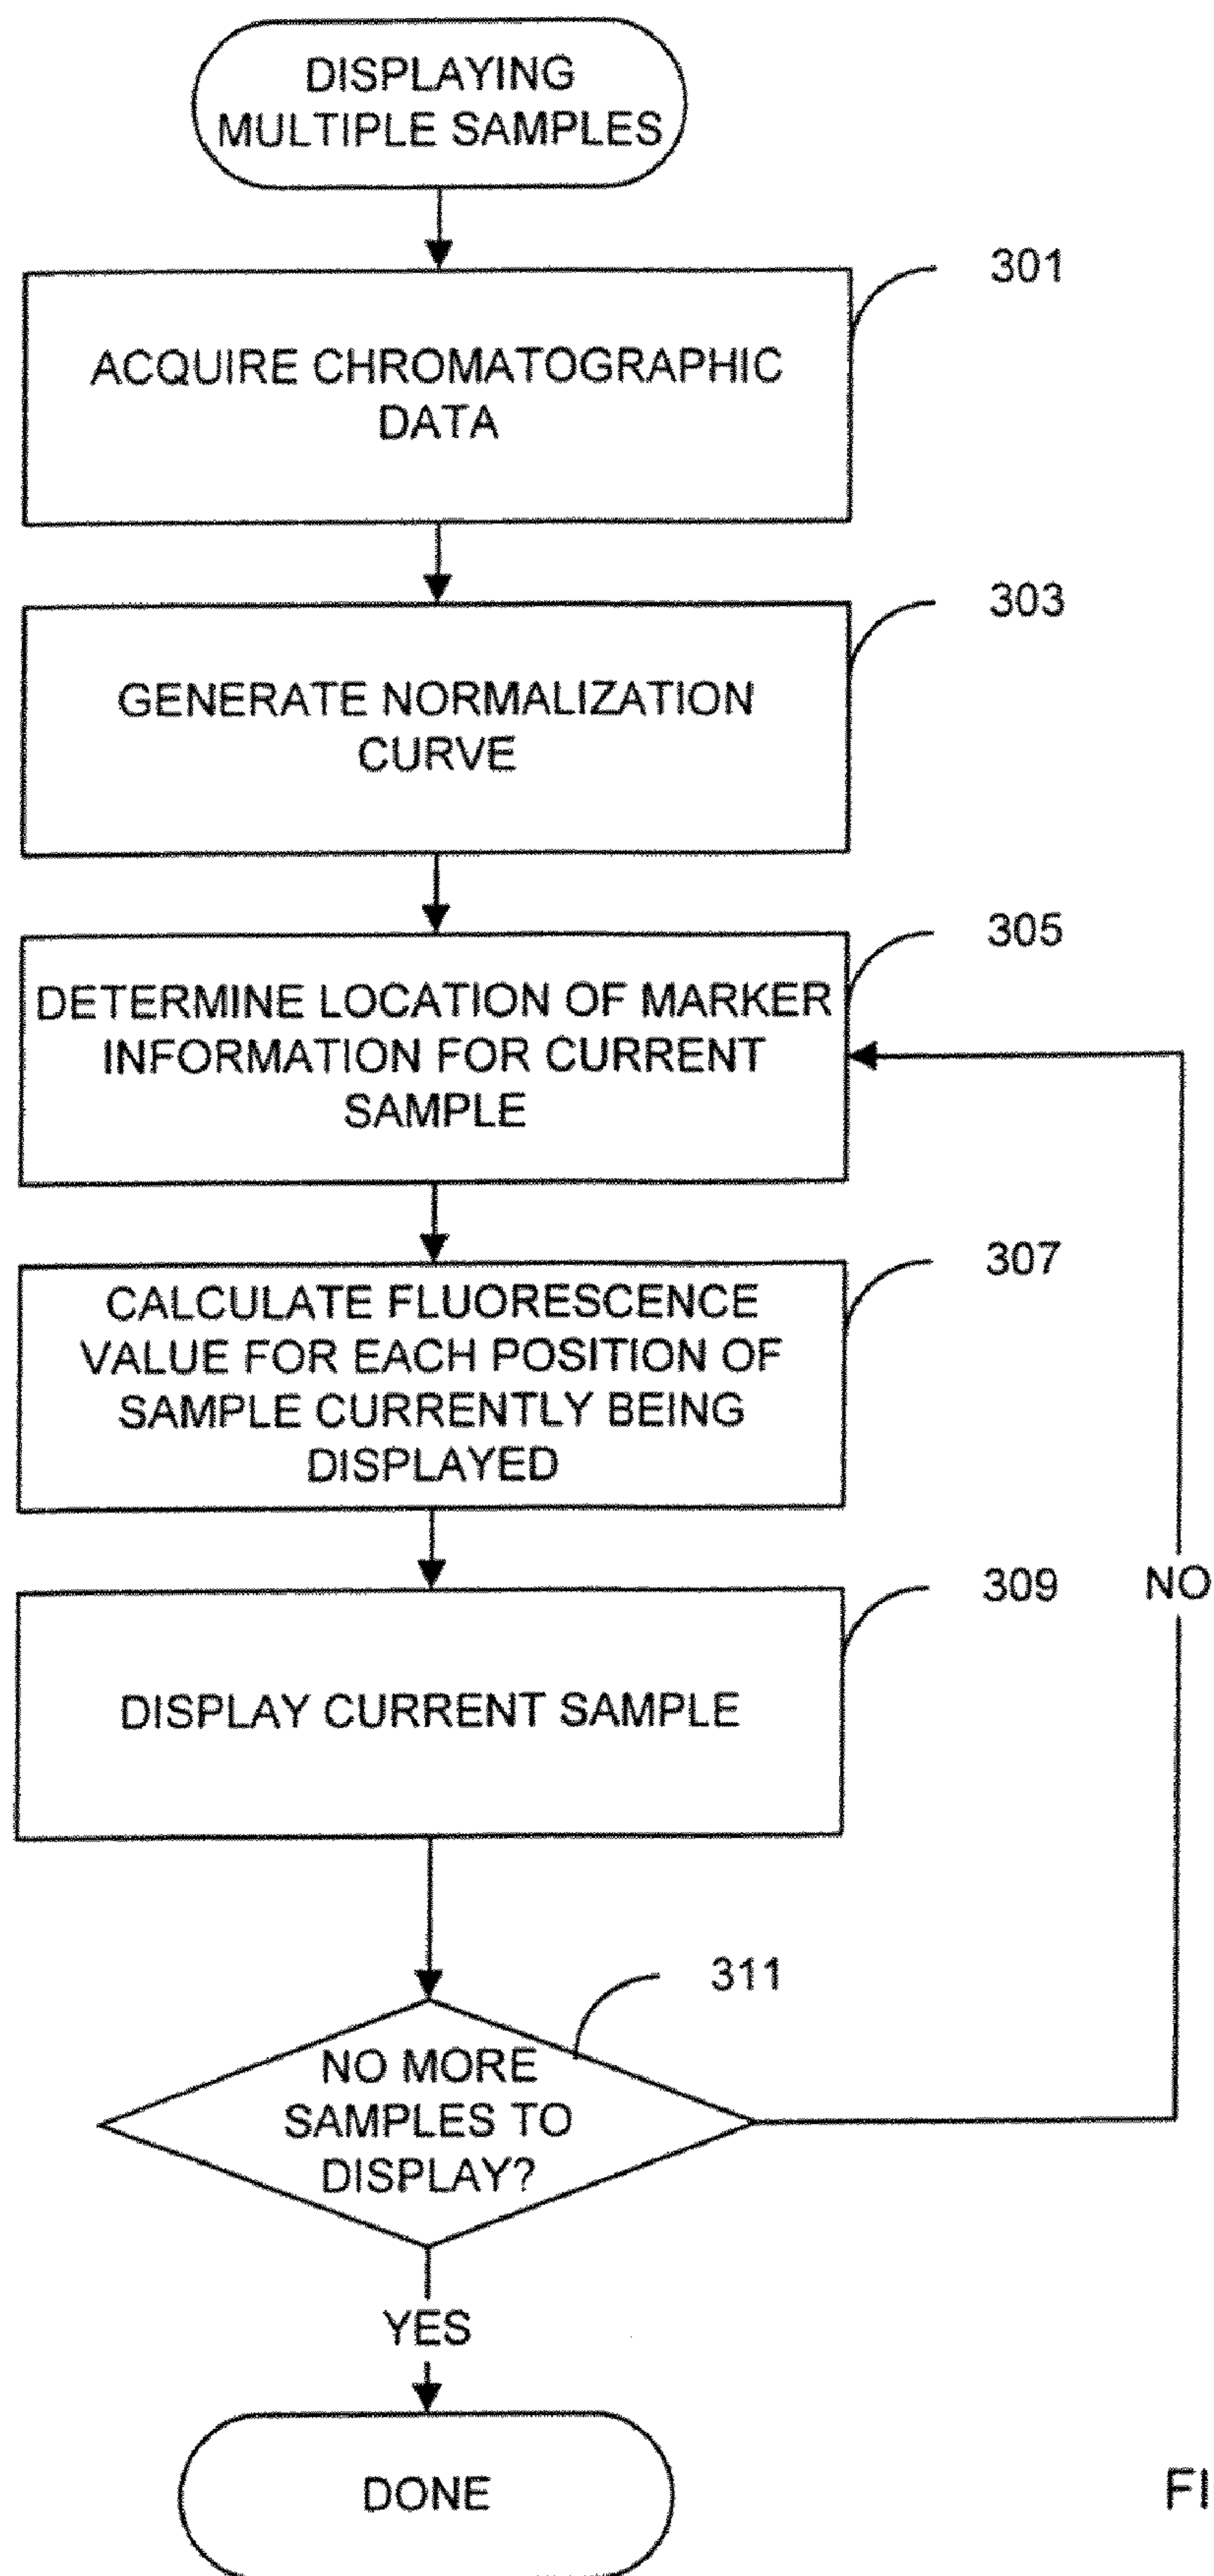 DISPLAYING
MULTIPLE SAMPLES
301
ACQUIRE CHROMATOGRAPHIC
DATA
303
GENERATE NORMALIZATION
CURVE
305
DETERMINE LOCATION OF MARKER
INFORMATION FOR CURRENT
SAMPLE
307
CALCULATE FLUORESCENCE
VALUE FOR EACH POSITION OF
SAMPLE CURRENTLY BEING
DISPLAYED
309
NO
DISPLAY CURRENT SAMPLE
311
NO MORE
SAMPLES TO
DISPLAY?
YES
DONE
FI